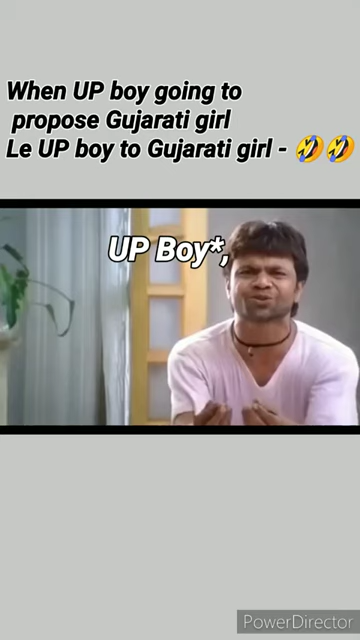 When UP boy going to
propose Gujarati girl
Le UP boy to Gujarati girl - 🤣🤣
UP Boy*,
PowerDirector